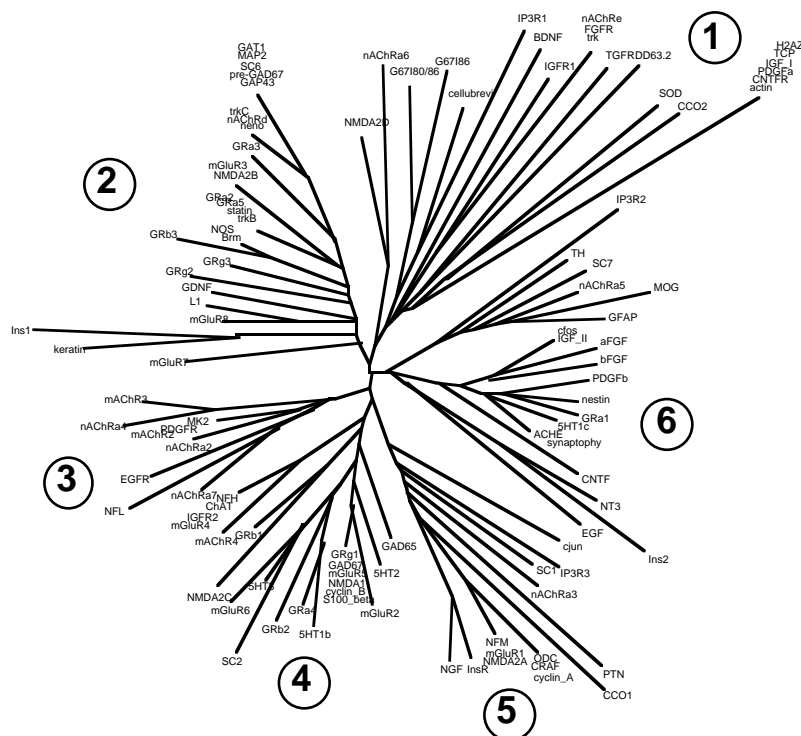 IP3R1
nAChRe
FGFR
trk
BDNF
IGFR1
TGFRDD63.2
1
H2AZ
TCP
IGF_I
PDGFa
CNTFR
actin
SOD
CCO2
GAT1
MAP2
SC6
pre-GAD67
GAP43
nAChRa6
G67I86
G67I80/86
cellubrevi
NMDA2D
trkC
nAChRd
neno
GRa3
mGluR3
NMDA2B
GRa2
GRa5
statin
trkB
NOS
Brm
GRb3
GRg3
GRg2
GDNF
L1
mGluR8
Ins1
keratin
mGluR7
2
IP3R2
TH
SC7
nAChRa5
MOG
GFAP
cfos
IGF_II
aFGF
bFGF
PDGFb
nestin
GRa1
5HT1c
ACHE
synaptophy
6
CNTF
NT3
EGF
Ins2
mAChR3
nAChRa4
MK2
mAChR2
PDGFR
nAChRa2
EGFR
NFL
3
nAChRa7
NFH
ChAT
IGFR2
mGluR4
mAChR4
GRb1
NMDA2C
mGluR6
5HT3
SC2
GRb2
GRa4
5HT1b
4
GRg1
GAD67
mGluR5
NMDA1
cyclin_B
S100_beta
5HT2
GAD65
mGluR2
cjun
SC1
IP3R3
nAChRa3
NGF
InsR
NFM
mGluR1
NMDA2A
ODC
CRAF
cyclin_A
PTN
CCO1
5